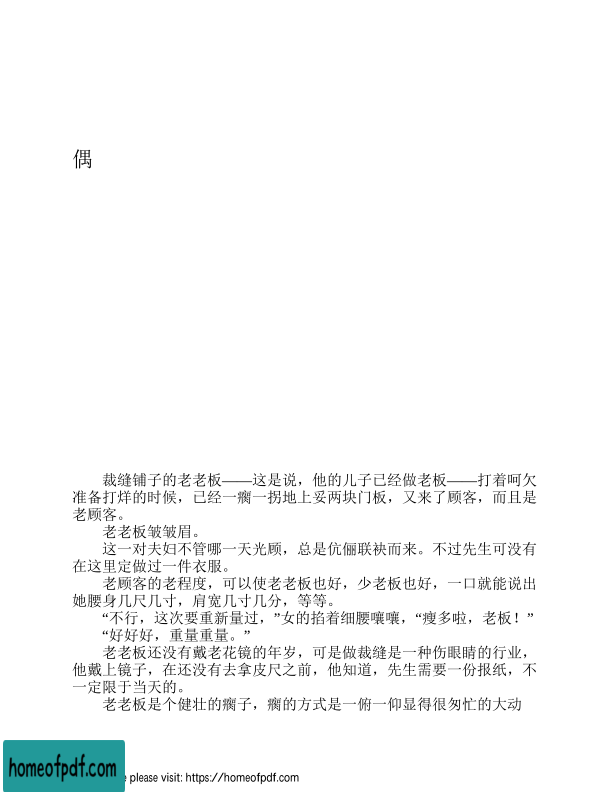 偶
裁缝铺子的老老板——这是说，他的儿子已经做老板——打着呵欠
准备打烊的时候，已经一瘸一拐地上妥两块门板，又来了顾客，而且是
老顾客。
老老板皱皱眉。
这一对夫妇不管哪一天光顾，总是伉俪联袂而来。不过先生可没有
在这里定做过一件衣服。
老顾客的老程度，可以使老老板也好，少老板也好，一口就能说出
她腰身几尺几寸，肩宽几寸几分，等等。
“不行，这次要重新量过，”女的掐着细腰嚷嚷，“瘦多啦，老板！”
“好好好，重量重量。”
老老板还没有戴老花镜的年岁，可是做裁缝是一种伤眼睛的行业，
他戴上镜子，在还没有去拿皮尺之前，他知道，先生需要一份报纸，不
一定限于当天的。
老老板是个健壮的瘸子，瘸的方式是一俯一仰显得很匆忙的大动
homeofpdf.com
e please visit: https://homeofpdf.com